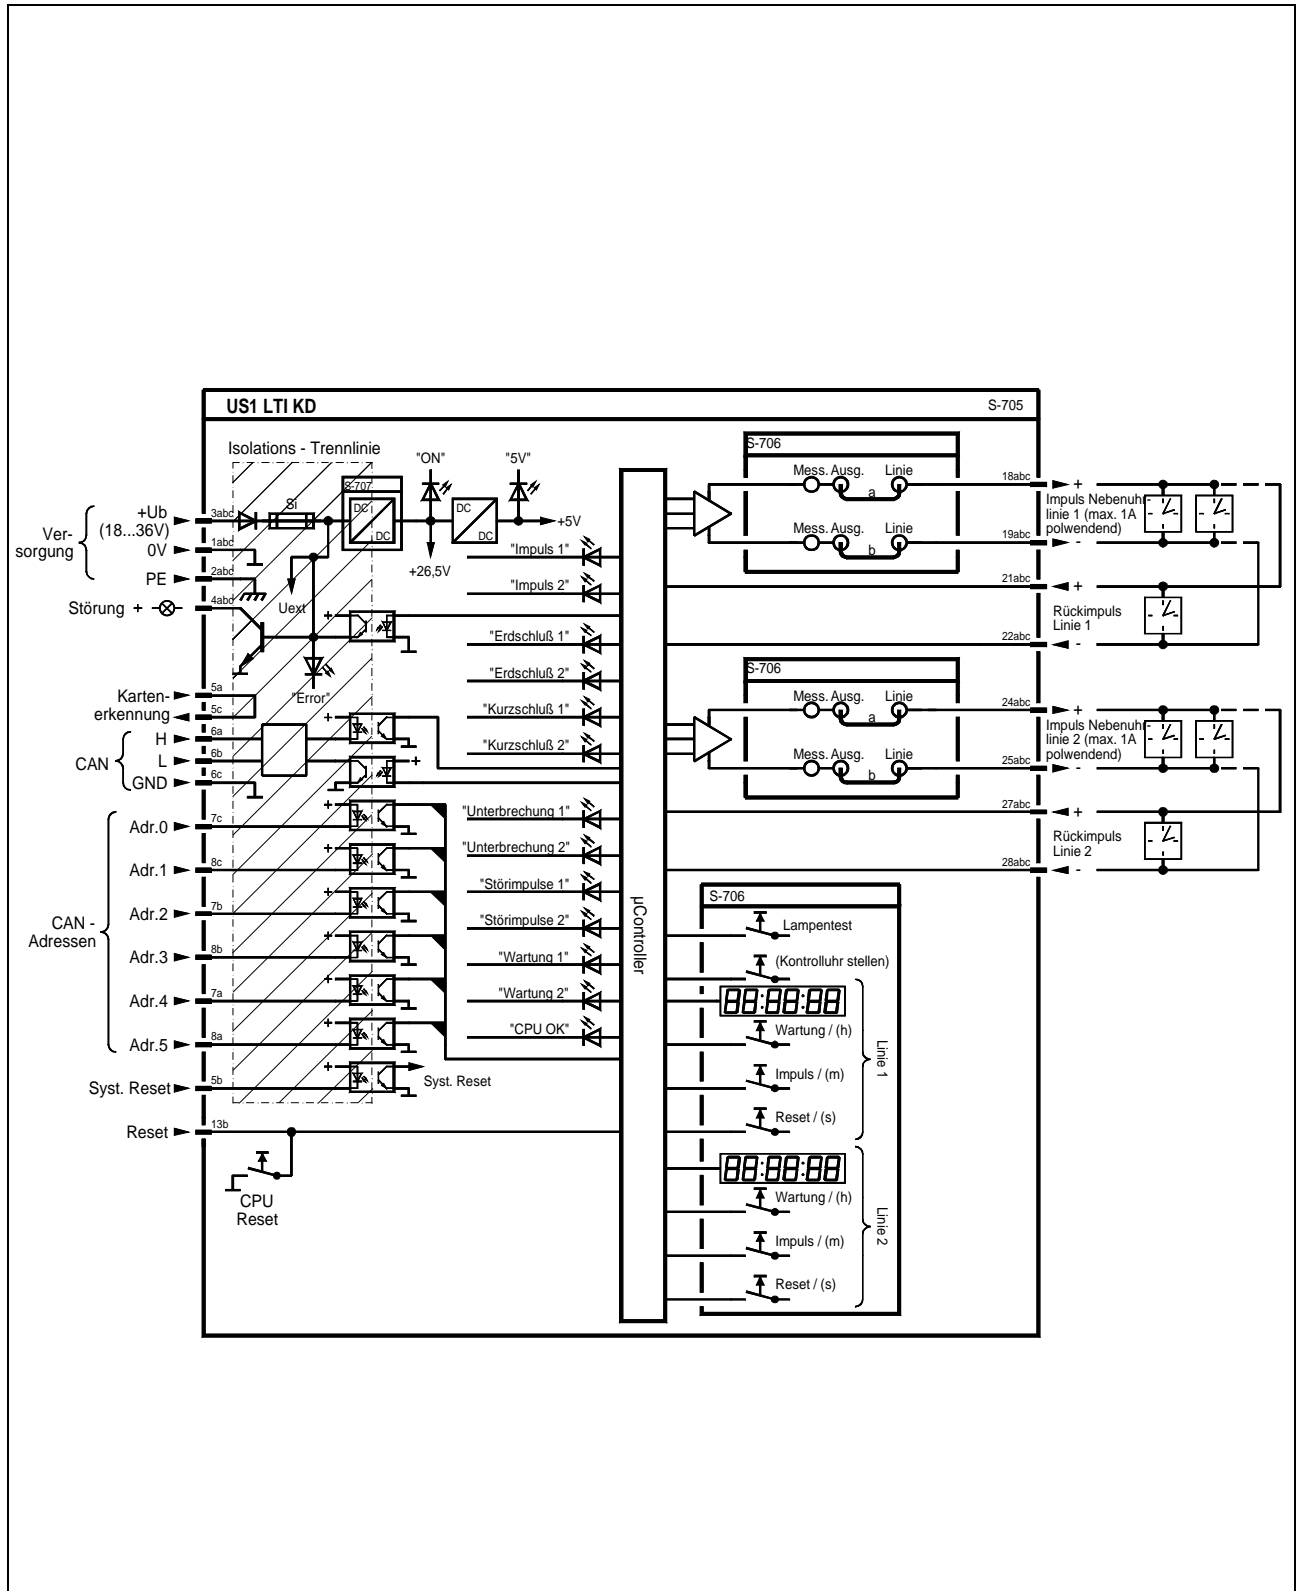 US1 LTI KD
S-705
Isolations - Trennlinie
"ON"
"5V"
S-707
DC
DC
DC
DC
+5V
+26,5V
Si
Uext
"Error"
Ver-
sorgung
+Ub
(18...36V)
0V
PE
Störung +
3abc
1abc
2abc
4abc
Karten-
erkennung
5a
5c
CAN
H
L
GND
6a
6b
6c
CAN -
Adressen
Adr.0
7c
Adr.1
8c
Adr.2
7b
Adr.3
8b
Adr.4
7a
Adr.5
8a
Syst. Reset
5b
Reset
13b
CPU
Reset
+
+
+
+
+
+
+
+
+
+
Syst. Reset
"Impuls 1"
"Impuls 2"
"Erdschluß 1"
"Erdschluß 2"
"Kurzschluß 1"
"Kurzschluß 2"
"Unterbrechung 1"
"Unterbrechung 2"
"Störimpulse 1"
"Störimpulse 2"
"Wartung 1"
"Wartung 2"
"CPU OK"
µController
S-706
Mess. Ausg. Linie
a
Mess. Ausg. Linie
b
18abc
+
Impuls Nebenuhr
linie 1 (max. 1A
polwendend)
19abc
-
21abc
+
Rückimpuls
Linie 1
22abc
-
S-706
Mess. Ausg. Linie
a
Mess. Ausg. Linie
b
24abc
+
Impuls Nebenuhr
linie 2 (max. 1A
polwendend)
25abc
-
27abc
+
Rückimpuls
Linie 2
28abc
-
S-706
Lampentest
(Kontrolluhr stellen)
88:88:88
Wartung / (h)
Impuls / (m)
Reset / (s)
Linie 1
88:88:88
Wartung / (h)
Impuls / (m)
Reset / (s)
Linie 2